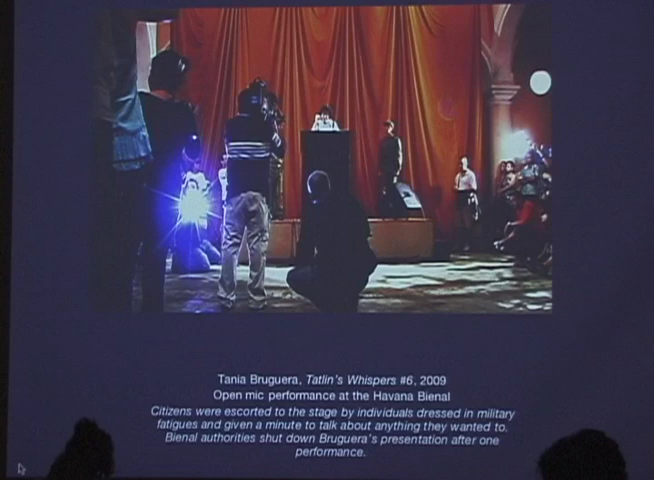 Tania Bruguera, Tatlin's Whispers #6, 2009
Open mic performance at the Havana Bienal
Citizens were escorted to the stage by individuals dressed in military
fatigues and given a minute to talk about anything they wanted to.
Bienal authorities shut down Bruguera's presentation after one
performance.